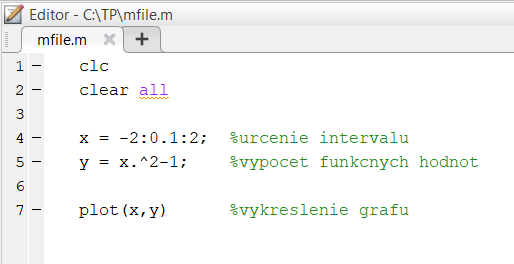 Editor - C:\TP\mfile.m
mfile.m
1 clc
2 clear all
3
4 x = -2:0.1:2; %urcenie intervalu
5 y = x.^2-1; %vypocet funkcnych hodnot
6
7 plot(x,y) %vykreslenie grafu